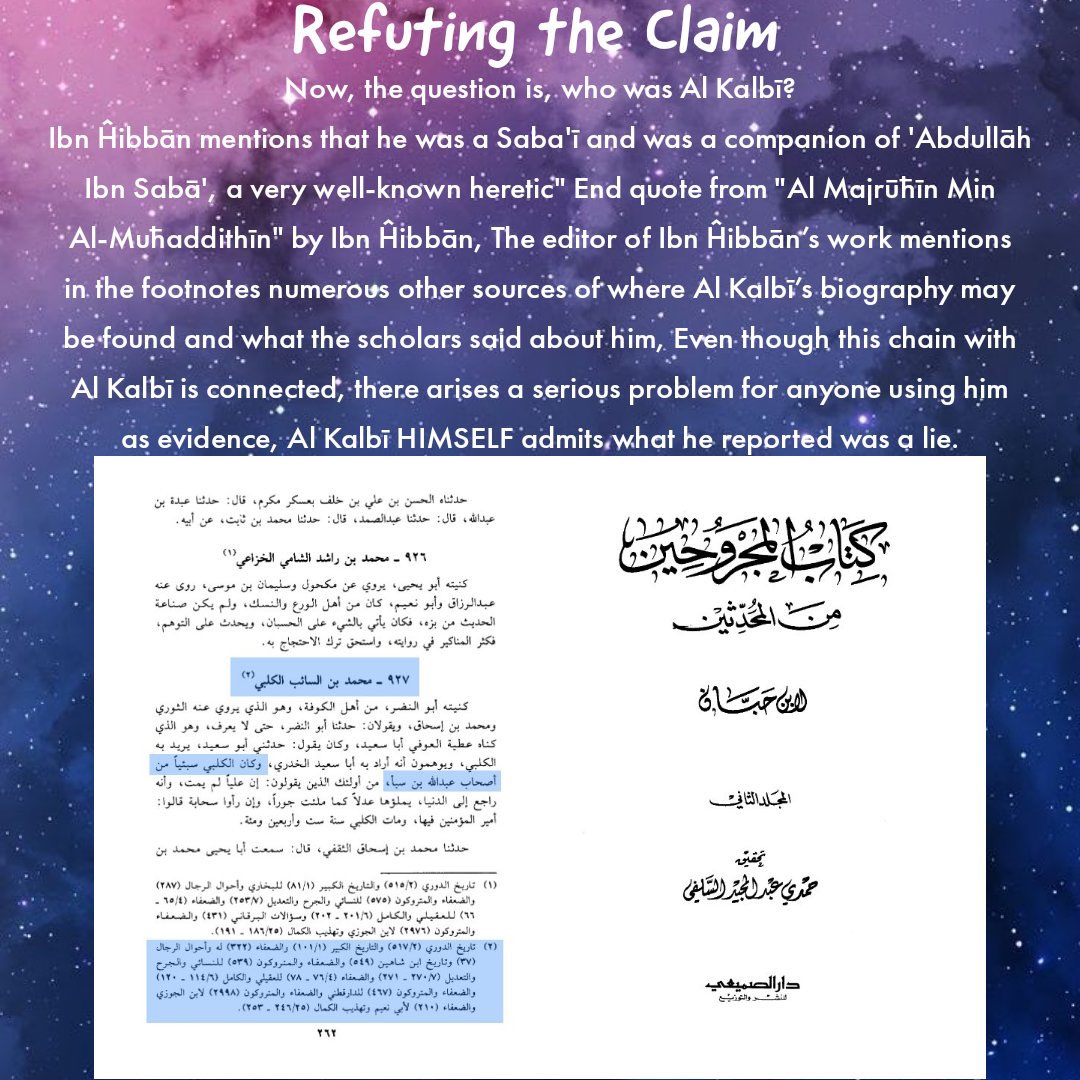 Refuting the Claim
Now, the question is, who was Al Kalbī?
Ibn Ĥibbān mentions that he was a Saba'ī and was a companion of 'Abdullāh
Ibn Sabā', a very well-known heretic" End quote from "Al Majrūħīn Min
Al-Muħaddithīn" by Ibn Ĥibbān, The editor of Ibn Ĥibbān’s work mentions
in the footnotes numerous other sources of where Al Kalbī’s biography may
be found and what the scholars said about him, Even though this chain with
Al Kalbī is connected, there arises a serious problem for anyone using him
as evidence, Al Kalbī HIMSELF admits what he reported was a lie.
حدثناه الحسن بن علي بن خلف بعسكر مكرم، قال: حدثنا عبدة بن
عبدالله، قال: حدثنا عبدالصمد، قال: حدثنا محمد بن ثابت، عن أبيه.
٩٢٦ ـ محمد بن راشد الشامي الخزاعي(١)
كنيته أبو يحيى، يروي عن مكحول وسليمان بن موسى، روى عنه
عبدالرزاق وأبو نعيم، كان من أهل الورع والنسك، ولم يكن صناعة
الحديث من بزه، فكان يأتي بالشيء على الحسبان، ويحدث على التوهم،
فكثر المناكير في روايته، واستحق ترك الاحتجاج به.
٩٢٧ ـ محمد بن السائب الكلبي(٢)
كنيته أبو النضر، من أهل الكوفة، وهو الذي يروي عنه الثوري
ومحمد بن إسحاق، ويقولان: حدثنا أبو النضر، حتى لا يعرف، وهو الذي
كناه عطية العوفي أبا سعيد، وكان يقول: حدثني أبو سعيد، يريد به
الكلبي، ويوهمون أنه أراد به أبا سعيد الخدري، وكان الكلبي سبئياً من
أصحاب عبدالله بن سبأ، من أولئك الذين يقولون: إن علياً لم يمت، وأنه
راجع إلى الدنيا، يملؤها عدلاً كما ملئت جوراً، وإن رأوا سحابة قالوا:
أمير المؤمنين فيها، ومات الكلبي سنة ست وأربعين ومئة.
حدثنا محمد بن إسحاق الثقفي، قال: سمعت أبا يحيى محمد بن
(١) تاريخ الدوري (٥١٥/٢) والتاريخ الكبير (٨١/١) للبخاري وأحوال الرجال (٢٨٧)
والضعفاء والمتروكون (٥٧٥) للنسائي والجرح والتعديل (٢٥٣/٧) والضعفاء (٦٥/٤ ـ
٦٦) للعقيلي والكامل (٢٠١/٦ ـ ٢٠٢) وسؤالات البرقاني (٤٣١) والضعفاء
والمتروكون (٢٩٧٦) لابن الجوزي وتهذيب الكمال (١٨٦/٢٥ ـ ١٩١).
(٢) تاريخ الدوري (٥١٧/٢) والتاريخ الكبير (١٠١/١) والضعفاء (٣٢٢) له وأحوال الرجال
(٣٧) وتاريخ ابن شاهين (٥٤٩) والضعفاء والمتروكون (٥٣٩) للنسائي والجرح
والتعديل (٢٧٠/٧ ـ ٢٧١) والضعفاء (٧٦/٤ ـ ٧٨) للعقيلي والكامل (١١٤/٦ ـ ١٢٠)
والضعفاء والمتروكون (٤٦٧) للدارقطني والضعفاء والمتروكون (٢٩٩٨) لابن الجوزي
والضعفاء (٢١٠) لأبي نعيم وتهذيب الكمال (٢٤٦/٢٥ ـ ٢٥٣).
٢٦٢
كتاب المجروحين
من المحدثين
لابن حبان
المجلد الثاني
تحقيق
حمدي عبد المجيد السلفي
دار الصميعي
للنشر والتوزيع